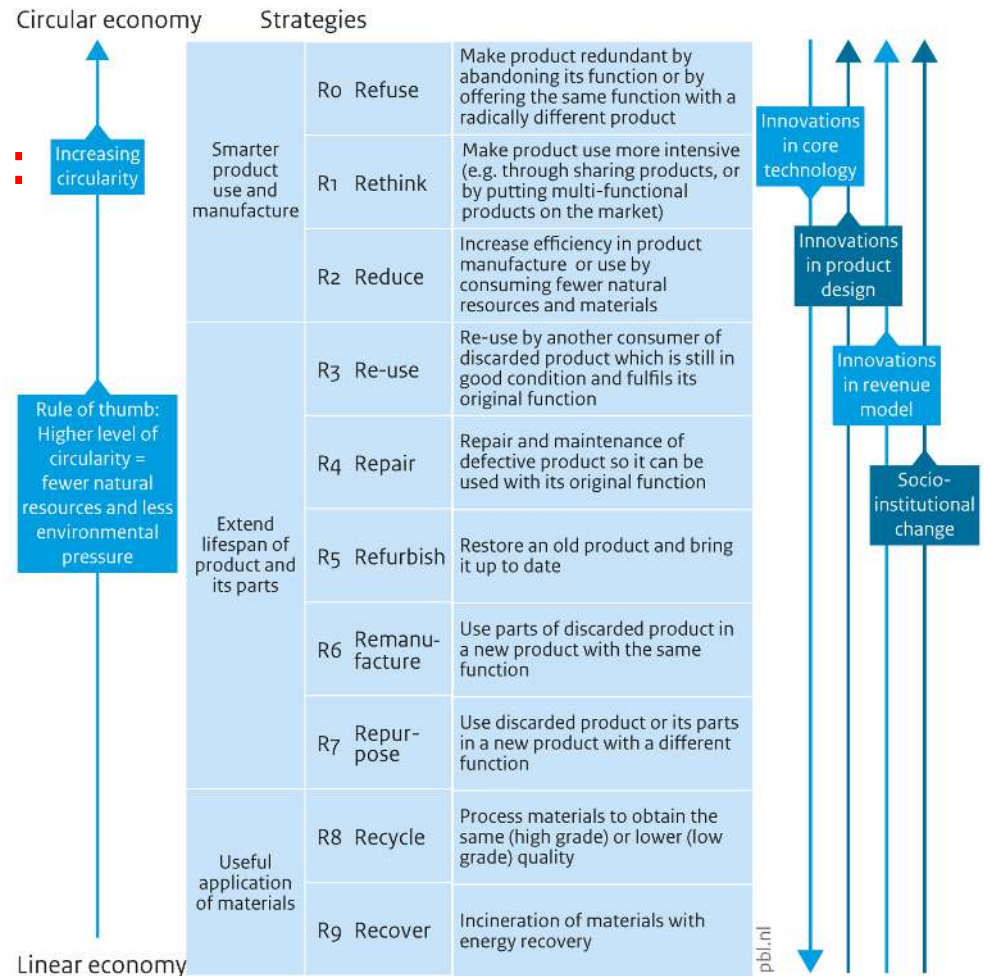 Circular economy
Strategies
Increasing
circularity
Rule of thumb:
Higher level of
circularity =
fewer natural
resources and less
environmental
pressure
Linear economy
Smarter
product
use and
manufacture
R0 Refuse
Make product redundant by
abandoning its function or by
offering the same function with a
radically different product
R1 Rethink
Make product use more intensive
(e.g. through sharing products, or
by putting multi-functional
products on the market)
R2 Reduce
Increase efficiency in product
manufacture or use by
consuming fewer natural
resources and materials
Extend
lifespan of
product and
its parts
R3 Re-use
Re-use by another consumer of
discarded product which is still in
good condition and fulfils its
original function
R4 Repair
Repair and maintenance of
defective product so it can be
used with its original function
R5 Refurbish
Restore an old product and bring
it up to date
R6 Remanu-
facture
Use parts of discarded product in
a new product with the same
function
R7 Repur-
pose
Use discarded product or its parts
in a new product with a different
function
Useful
application
of materials
R8 Recycle
Process materials to obtain the
same (high grade) or lower (low
grade) quality
R9 Recover
Incineration of materials with
energy recovery
Innovations
in core
technology
Innovations
in product
design
Innovations
in revenue
model
Socio-
institutional
change
pbl.nl